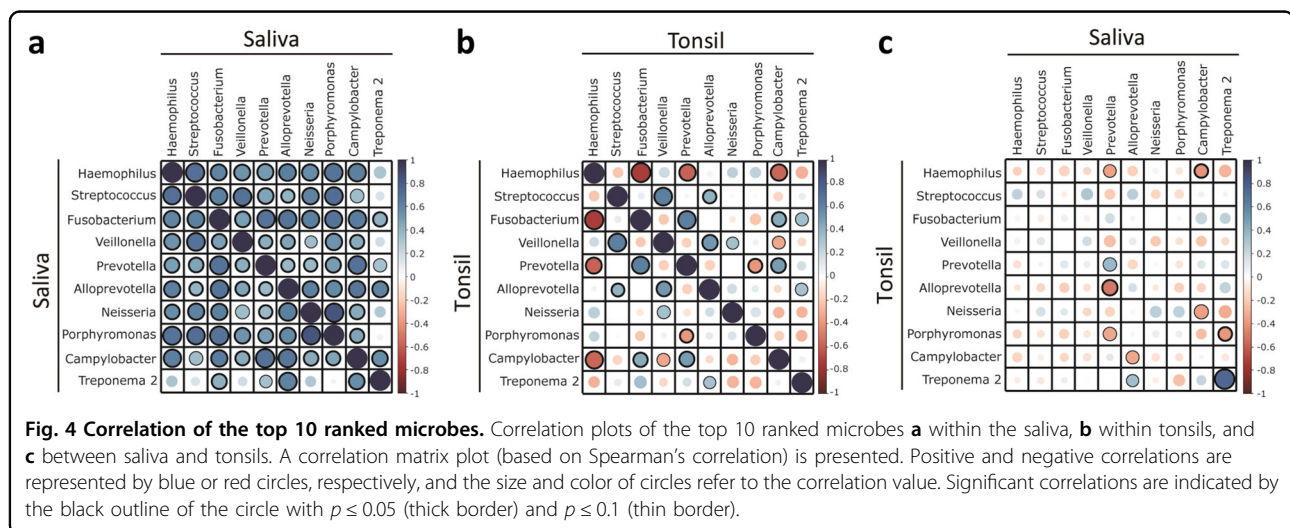 a
Saliva
Haemophilus
Streptococcus
Fusobacterium
Veillonella
Prevotella
Alloprevotella
Neisseria
Porphyromonas
Campylobacter
Treponema 2
Saliva
Haemophilus
Streptococcus
Fusobacterium
Veillonella
Prevotella
Alloprevotella
Neisseria
Porphyromonas
Campylobacter
Treponema 2
1
0.8
0.6
0.4
0.2
0
-0.2
-0.4
-0.6
-0.8
-1
b
Tonsil
Haemophilus
Streptococcus
Fusobacterium
Veillonella
Prevotella
Alloprevotella
Neisseria
Porphyromonas
Campylobacter
Treponema 2
Tonsil
Haemophilus
Streptococcus
Fusobacterium
Veillonella
Prevotella
Alloprevotella
Neisseria
Porphyromonas
Campylobacter
Treponema 2
1
0.8
0.6
0.4
0.2
0
-0.2
-0.4
-0.6
-0.8
-1
c
Saliva
Haemophilus
Streptococcus
Fusobacterium
Veillonella
Prevotella
Alloprevotella
Neisseria
Porphyromonas
Campylobacter
Treponema 2
Tonsil
Haemophilus
Streptococcus
Fusobacterium
Veillonella
Prevotella
Alloprevotella
Neisseria
Porphyromonas
Campylobacter
Treponema 2
1
0.8
0.6
0.4
0.2
0
-0.2
-0.4
-0.6
-0.8
-1
Fig. 4 Correlation of the top 10 ranked microbes. Correlation plots of the top 10 ranked microbes a within the saliva, b within tonsils, and
c between saliva and tonsils. A correlation matrix plot (based on Spearman's correlation) is presented. Positive and negative correlations are
represented by blue or red circles, respectively, and the size and color of circles refer to the correlation value. Significant correlations are indicated by
the black outline of the circle with p ≤ 0.05 (thick border) and p ≤ 0.1 (thin border).